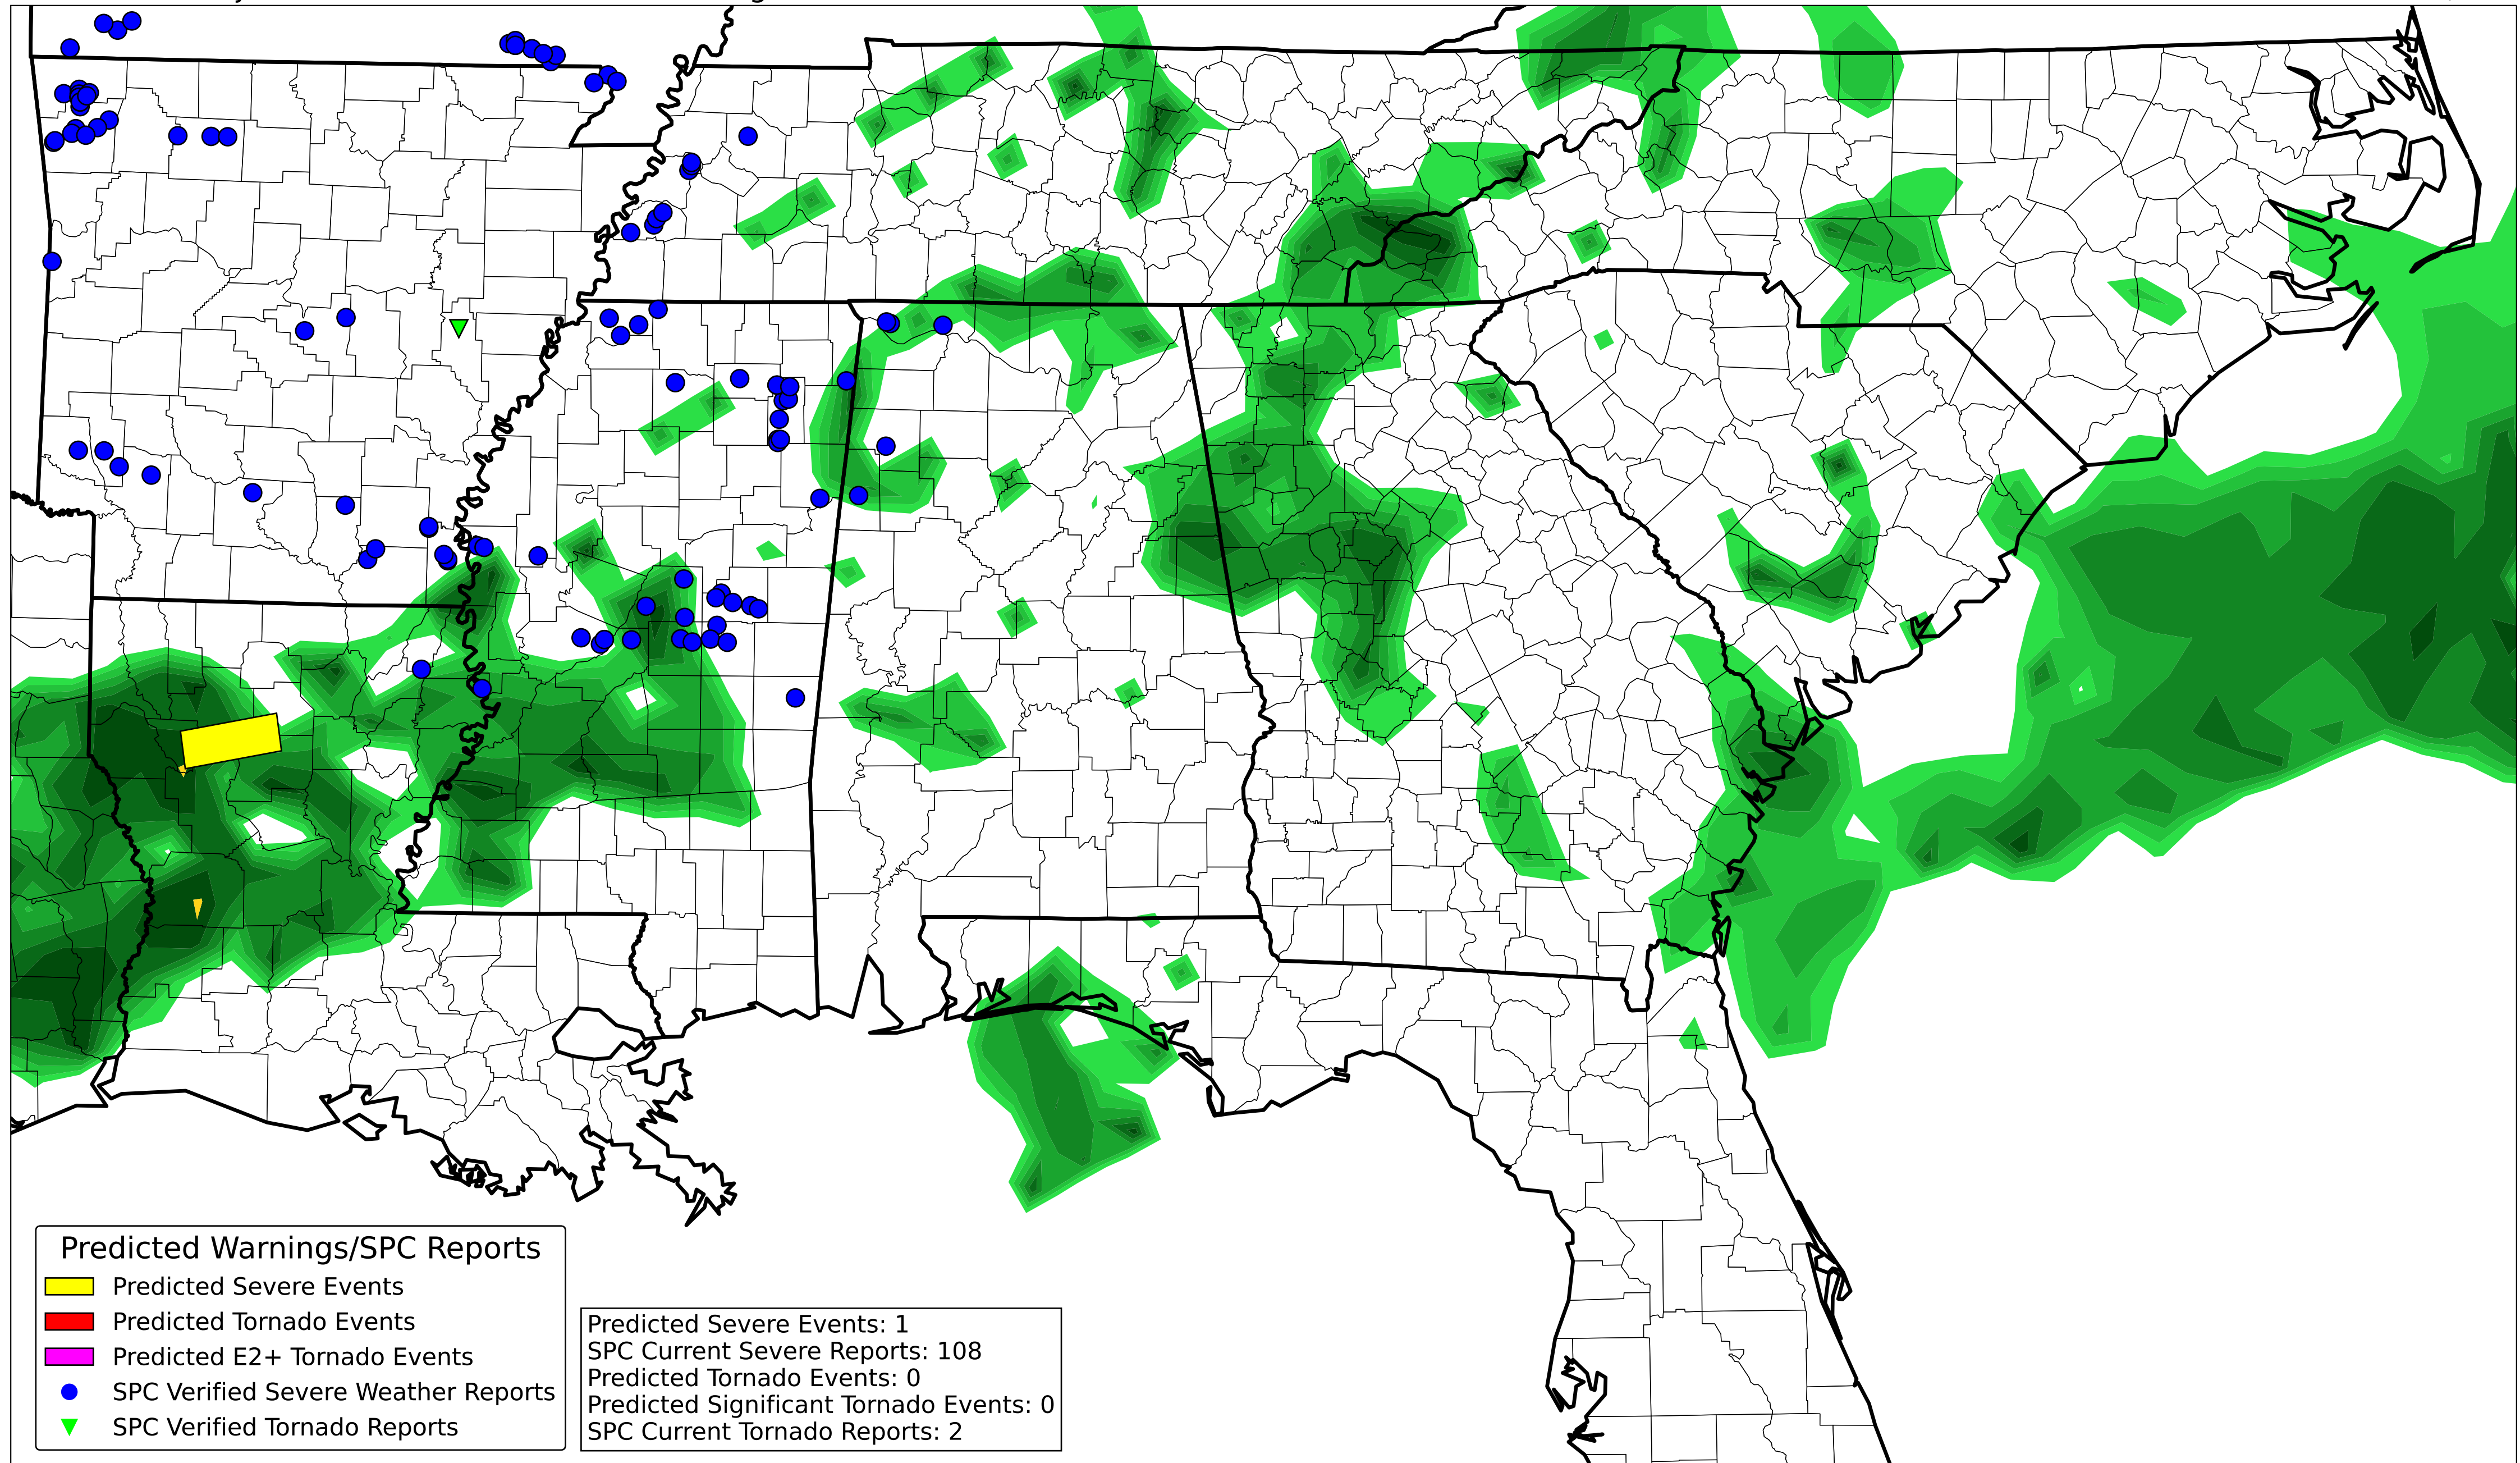 Predicted Warnings/SPC Reports
Predicted Severe Events
Predicted Tornado Events
Predicted E2+ Tornado Events
SPC Verified Severe Weather Reports
SPC Verified Tornado Reports
Predicted Severe Events: 1
SPC Current Severe Reports: 108
Predicted Tornado Events: 0
Predicted Significant Tornado Events: 0
SPC Current Tornado Reports: 2